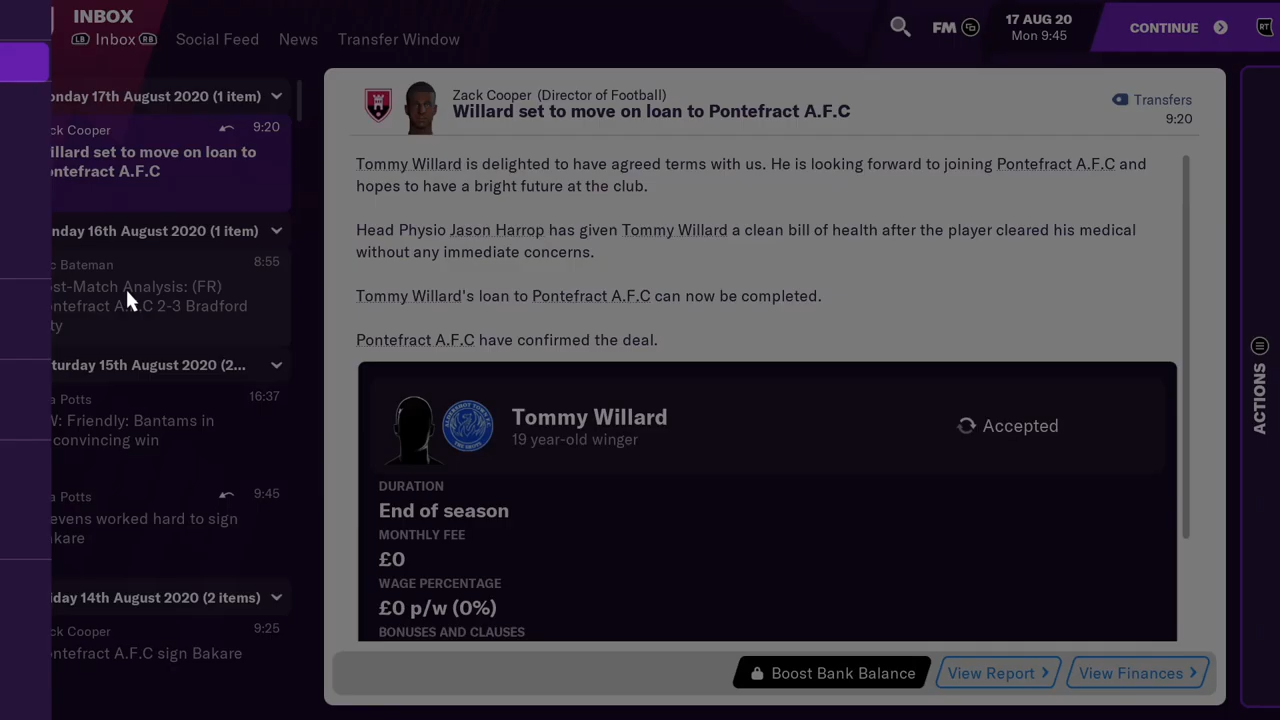 INBOX
LB Inbox RB Social Feed News Transfer Window
FM
17 AUG 20
Mon 9:45
CONTINUE
RT
onday 17th August 2020 (1 item)
ck Cooper 9:20
illard set to move on loan to
ontefract A.F.C
nday 16th August 2020 (1 item)
c Bateman 8:55
st-Match Analysis: (FR)
ontefract A.F.C 2-3 Bradford
ty
turday 15th August 2020 (2...
a Potts 16:37
W: Friendly: Bantams in
convincing win
a Potts 9:45
evens worked hard to sign
akare
iday 14th August 2020 (2 items)
ck Cooper 9:25
ontefract A.F.C sign Bakare
Zack Cooper (Director of Football)
Willard set to move on loan to Pontefract A.F.C
Transfers
9:20
Tommy Willard is delighted to have agreed terms with us. He is looking forward to joining Pontefract A.F.C and
hopes to have a bright future at the club.
Head Physio Jason Harrop has given Tommy Willard a clean bill of health after the player cleared his medical
without any immediate concerns.
Tommy Willard's loan to Pontefract A.F.C can now be completed.
Pontefract A.F.C have confirmed the deal.
Tommy Willard
19 year-old winger
Accepted
DURATION
End of season
MONTHLY FEE
£0
WAGE PERCENTAGE
£0 p/w (0%)
BONUSES AND CLAUSES
Boost Bank Balance View Report View Finances
ACTIONS